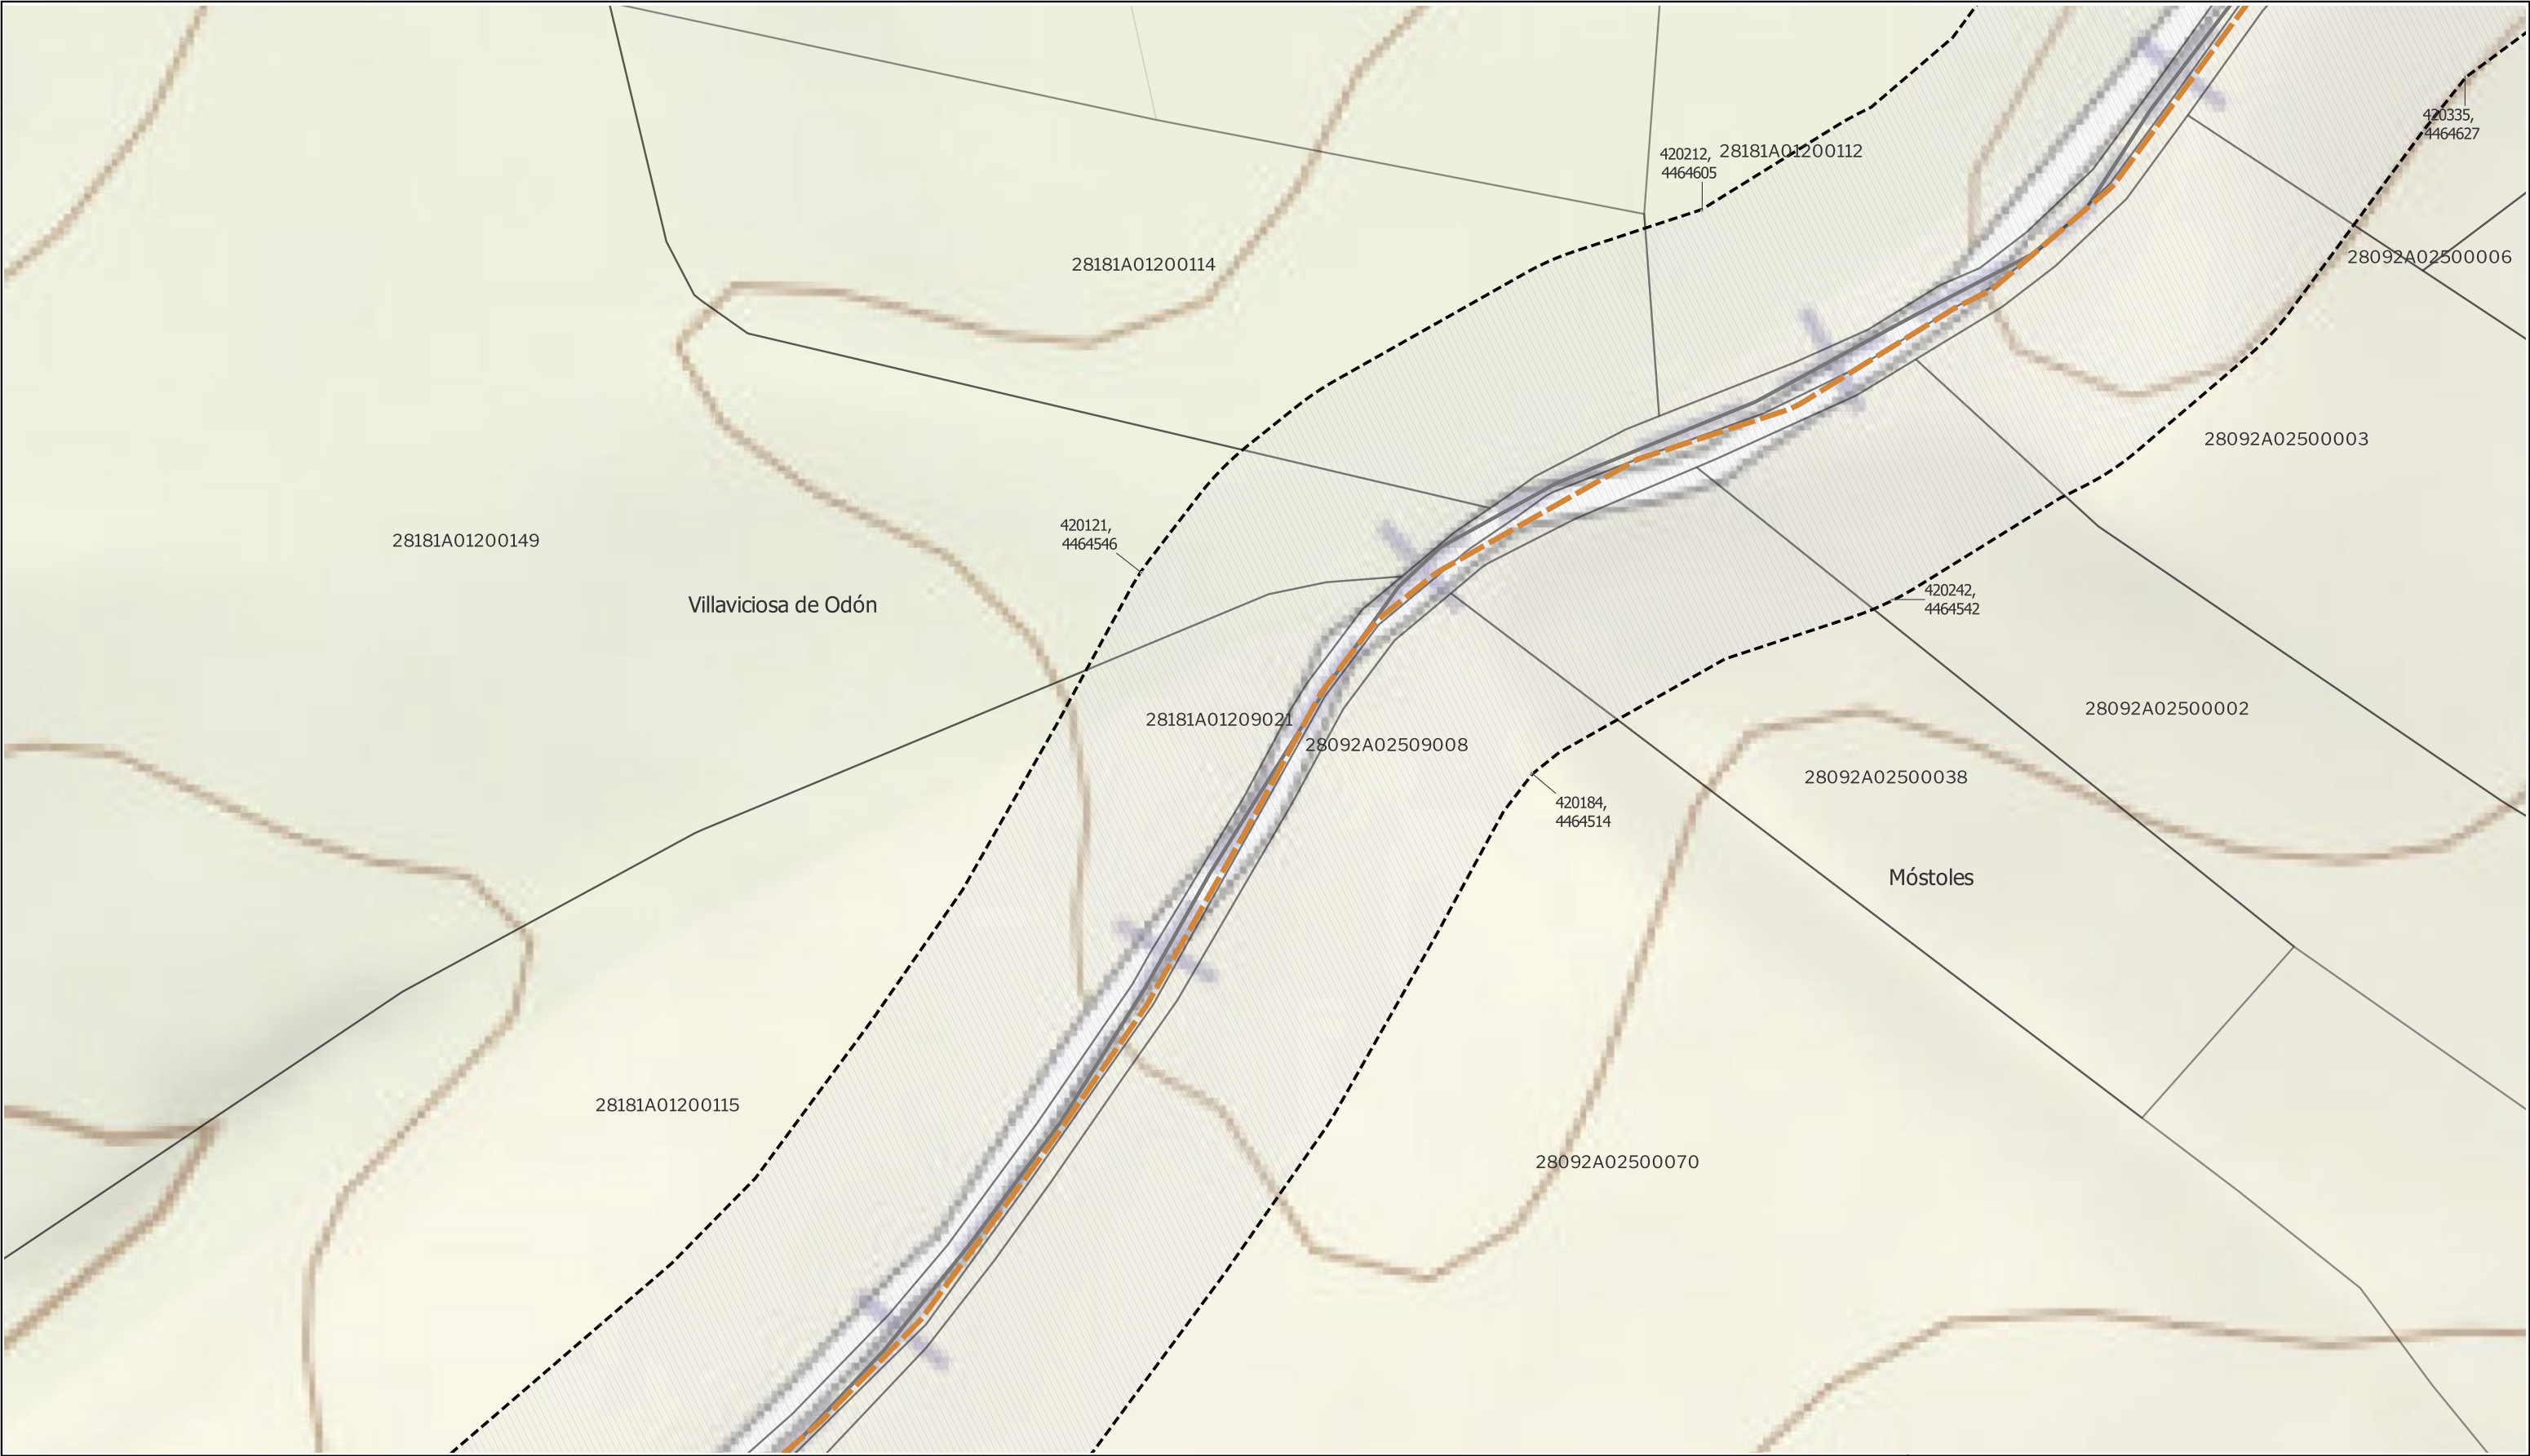 420335,
4464627
420212,
4464605
28181A01200112
28092A02500006
28181A01200114
28092A02500003
420121,
4464546
28181A01200149
420242,
4464542
Villaviciosa de Odón
28092A02500002
28181A01209021
28092A02509008
28092A02500038
420184,
4464514
Móstoles
28181A01200115
28092A02500070